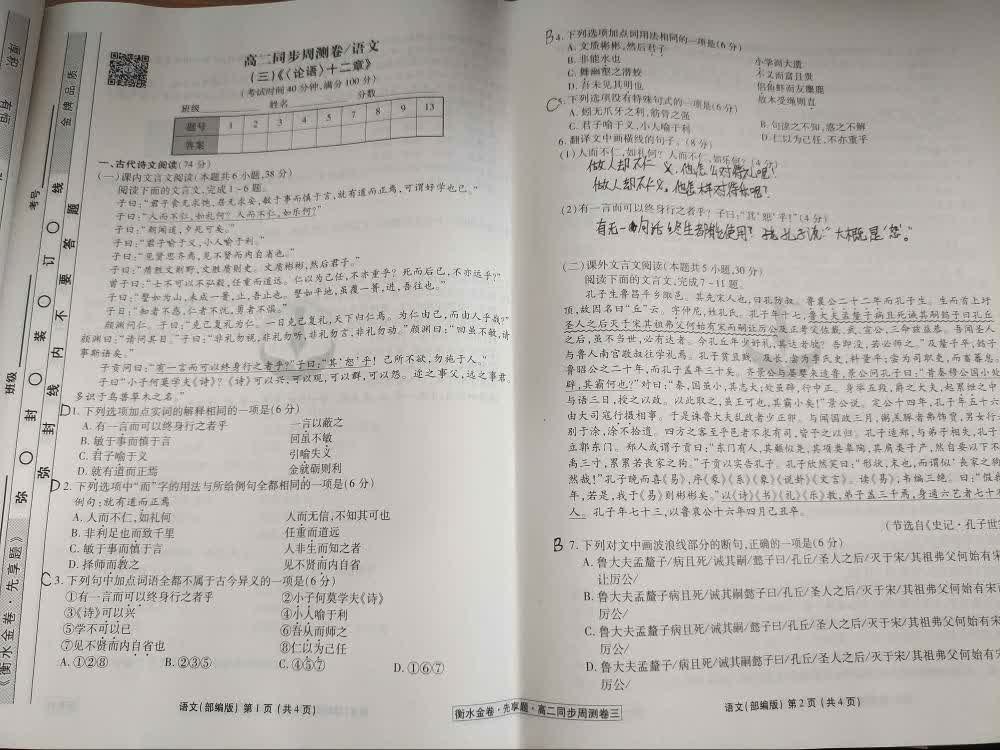 高二同步周测卷/语文
(三)《〈论语〉十二章》
(考试时间40分钟,满分100分)
班级 姓名 分数
题号 1 2 3 4 5 7 8 9 13
答案
一、古代诗文阅读(74分)
(一)课内文言文阅读(本题共6小题,38分)
阅读下面的文言文,完成1~6题。
子曰:“君子食无求饱,居无求安,敏于事而慎于言,就有道而正焉,可谓好学也已。”
子曰:“人而不仁,如礼何?人而不仁,如乐何?”
子曰:“朝闻道,夕死可矣。”
子曰:“君子喻于义,小人喻于利。”
子曰:“见贤思齐焉,见不贤而内自省也。”
子曰:“质胜文则野,文胜质则史。文质彬彬,然后君子。”
曾子曰:“士不可以不弘毅,任重而道远。仁以为己任,不亦重乎?死而后已,不亦远乎?”
子曰:“譬如为山,未成一篑,止,吾止也。譬如平地,虽覆一篑,进,吾往也。”
子曰:“知者不惑,仁者不忧,勇者不惧。”
颜渊问仁。子曰:“克己复礼为仁。一日克己复礼,天下归仁焉。为仁由己,而由人乎哉?”
颜渊曰:“请问其目。”子曰:“非礼勿视,非礼勿听,非礼勿言,非礼勿动。”颜渊曰:“回虽不敏,请
事斯语矣。”
子贡问曰:“有一言而可以终身行之者乎?”子曰:“其‘恕’乎!己所不欲,勿施于人。”
子曰:“小子何莫学夫《诗》?《诗》可以兴,可以观,可以群,可以怨。迩之事父,远之事君。
多识于鸟兽草木之名。”
D 1. 下列选项加点实词的解释相同的一项是(6分)
A. 有一言而可以终身行之者乎 一言以蔽之
B. 敏于事而慎于言 回虽不敏
C. 君子喻于义 引喻失义
D. 就有道而正焉 金就砺则利
D 2. 下列选项中“而”字的用法与所给例句全都相同的一项是(6分)
例句:就有道而正焉
A. 人而不仁,如礼何 人而无信,不知其可也
B. 非利足也而致千里 任重而道远
C. 敏于事而慎于言 人非生而知之者
D. 择师而教之 见不贤而内自省
C 3. 下列句中加点词语全都不属于古今异义的一项是(6分)
①有一言而可以终身行之者乎 ②小子何莫学夫《诗》
③《诗》可以兴 ④小人喻于利
⑤学不可以已 ⑥吾从而师之
⑦见不贤而内自省也 ⑧仁以为己任
A. ①②⑧ B. ②③⑤ C. ④⑤⑦ D. ①⑥⑦
语文(部编版) 第1页(共4页)
B 4. 下列选项加点词用法相同的一项是(6分)
A. 文质彬彬,然后君子 小学而大遗
B. 非能水也 不义而富且贵
C. 舞幽壑之潜蛟 侣鱼虾而友麋鹿
D. 吾未见其明也 故木受绳则直
C 5. 下列选项没有特殊句式的一项是(6分)
A. 蚓无爪牙之利,筋骨之强 B. 句读之不知,惑之不解
C. 君子喻于义,小人喻于利 D. 仁以为己任,不亦重乎
6. 翻译文中画横线的句子。(8分)
(1)人而不仁,如礼何?人而不仁,如乐何?(4分)
做人却不仁义,他怎么对待礼呢?
做人却不仁义。他怎样对待乐呢?
(2)有一言而可以终身行之者乎?子曰:“其‘恕’乎!”(4分)
有无一句话终生都能使用? 孔子说:“大概是‘恕’。”
(二)课外文言文阅读(本题共5小题,30分)
阅读下面的文言文,完成7~11题。
孔子生鲁昌平乡陬邑。其先宋人也,曰孔防叔。鲁襄公二十二年而孔子生。生而首上圩
顶,故因名曰“丘”云。字仲尼,姓孔氏。孔子年十七,鲁大夫孟釐子病且死诫其嗣懿子曰孔丘
圣人之后灭于宋其祖弗父何始有宋而嗣让厉公及正考父佐戴、武、宣公,三命兹益恭。吾闻圣人
之后,虽不当世,必有达者。今孔丘年少好礼,其达者欤?吾即没,若必师之。”及釐子卒,懿子
与鲁人南宫敬叔往学礼焉。孔子贫且贱。及长,尝为季氏史,料量平;尝为司职吏,而畜蕃息。
鲁昭公之二十年,而孔子盖年三十矣。齐景公与晏婴来适鲁,景公问孔子曰:“昔秦穆公国小处
辟,其霸何也?”对曰:“秦,国虽小,其志大;处虽辟,行中正。身举五羖,爵之大夫,起累绁之中
与语三日,授之以政。以此取之,虽王可也,其霸小矣!”景公说。定公十四年,孔子年五十六
由大司寇行摄相事。于是诛鲁大夫乱政者少正卯。与闻国政三月,粥羔豚者弗饰贾,男女行
别于涂,涂不拾遗。四方之客至乎邑者不求有司,皆予之以归。孔子适郑,与弟子相失,孔子
立郭东门。郑人或谓子贡曰:“东门有人,其颡似尧,其项类皋陶,其肩类子产,然自要以下不
禹三寸,累累若丧家之狗。”子贡以实告孔子。孔子欣然笑曰:“形状,末也,而谓似‘丧家之狗
然哉!”孔子晚而喜《易》,序《彖》《系》《象》《说卦》《文言》。读《易》,韦编三绝。曰:“假我
年,若是,我于《易》则彬彬矣。”以《诗》《书》《礼》《乐》教,弟子盖三千焉,身通六艺者七十
人。孔子年七十三,以鲁哀公十六年四月己丑卒。
(节选自《史记·孔子世
B 7. 下列对文中画波浪线部分的断句,正确的一项是(6分)
A. 鲁大夫孟釐子/病且死/诫其嗣/懿子曰/孔丘/圣人之后/灭于宋/其祖弗父何始有宋
让厉公/
B. 鲁大夫孟釐子病且死/诫其嗣懿子曰/孔丘/圣人之后/灭于宋/其祖弗父何始有宋
厉公/
C. 鲁大夫孟釐子病且死/诫其嗣/懿子曰/孔丘/圣人之后/灭于宋/其祖弗父何始有宋
厉公/
D. 鲁大夫孟釐子/病且死/诫其嗣懿子曰/孔丘/圣人之后/灭于宋/其祖弗父何始有
厉公/
语文(部编版) 第2页(共4页)
衡水金卷·先享题·高二同步周测卷三
金牌品质
考号
班级
弥 封 装 订 线
弥 封 线 内 不 要 答 题
《衡水金卷·先享题》